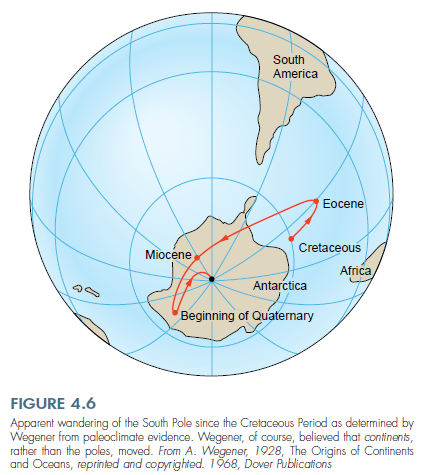 South
America
Eocene
Cretaceous
Miocene
Africa
Antarctica
Beginning of Quaternary
FIGURE 4.6
Apparent wandering of the South Pole since the Cretaceous Period as determined by
Wegener from paleoclimate evidence. Wegener, of course, believed that continents,
rather than the poles, moved. From A. Wegener, 1928, The Origins of Continents
and Oceans, reprinted and copyrighted. 1968, Dover Publications